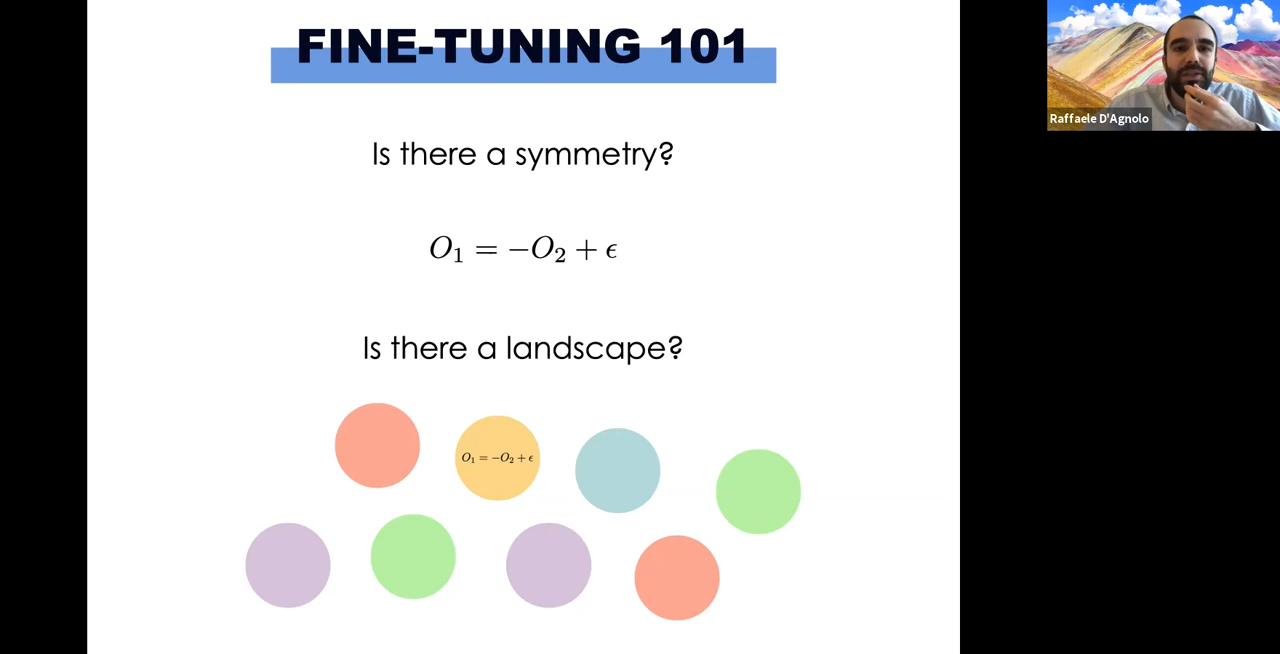 FINE-TUNING 101
Raffaele D'Agnolo
Is there a symmetry?
O₁ = −O₂ + ϵ
Is there a landscape?
O₁ = −O₂ + ϵ